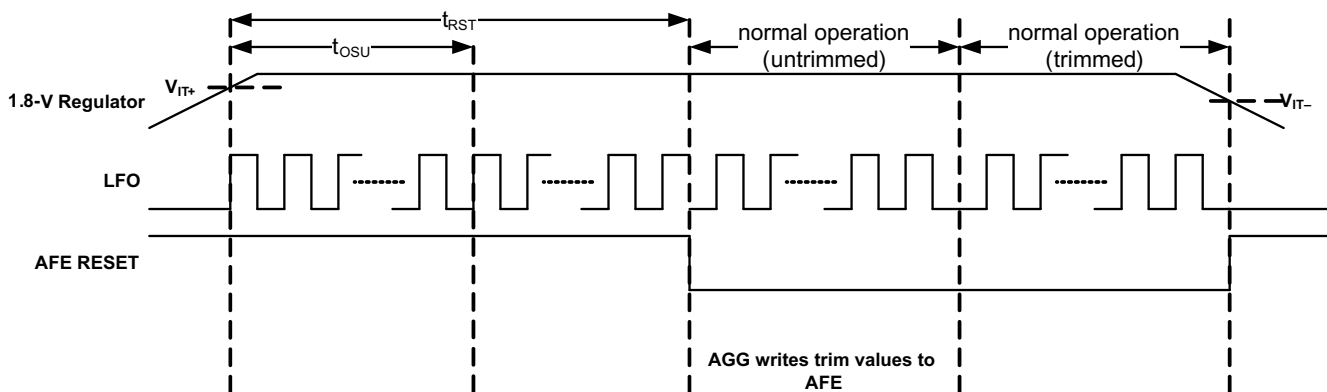 tRST
tOSU
normal operation
(untrimmed)
normal operation
(trimmed)
VIT+
1.8-V Regulator
VIT–
LFO
AFE RESET
AGG writes trim values to
AFE